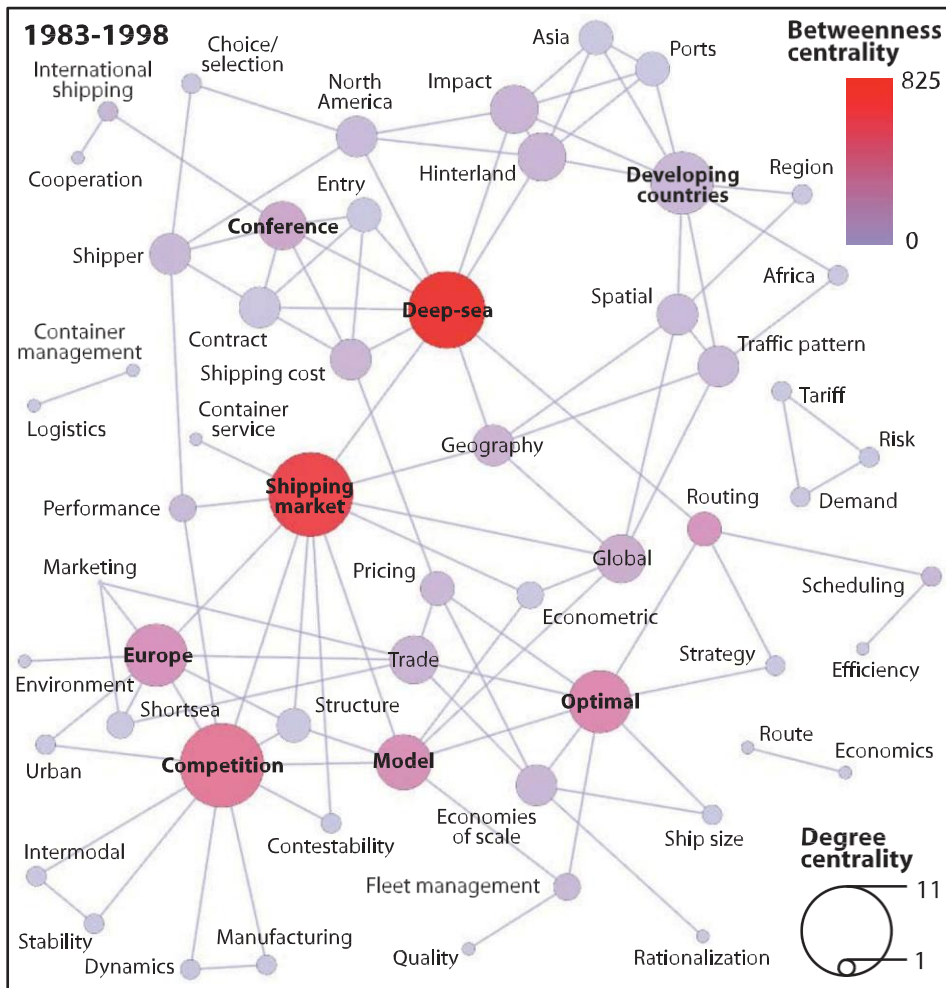 1983-1998
Choice/
selection
International
shipping
North
America
Impact
Asia
Ports
Betweenness
centrality
825
0
Cooperation
Entry
Hinterland
Developing
countries
Region
Conference
Shipper
Deep-sea
Spatial
Africa
Contract
Container
management
Shipping cost
Traffic pattern
Tariff
Logistics
Container
service
Geography
Risk
Demand
Shipping
market
Performance
Routing
Marketing
Pricing
Global
Scheduling
Econometric
Europe
Trade
Strategy
Efficiency
Environment
Shortsea
Structure
Optimal
Route
Economics
Urban
Competition
Model
Economies
of scale
Ship size
Contestability
Degree
centrality
11
1
Intermodal
Fleet management
Stability
Manufacturing
Dynamics
Quality
Rationalization